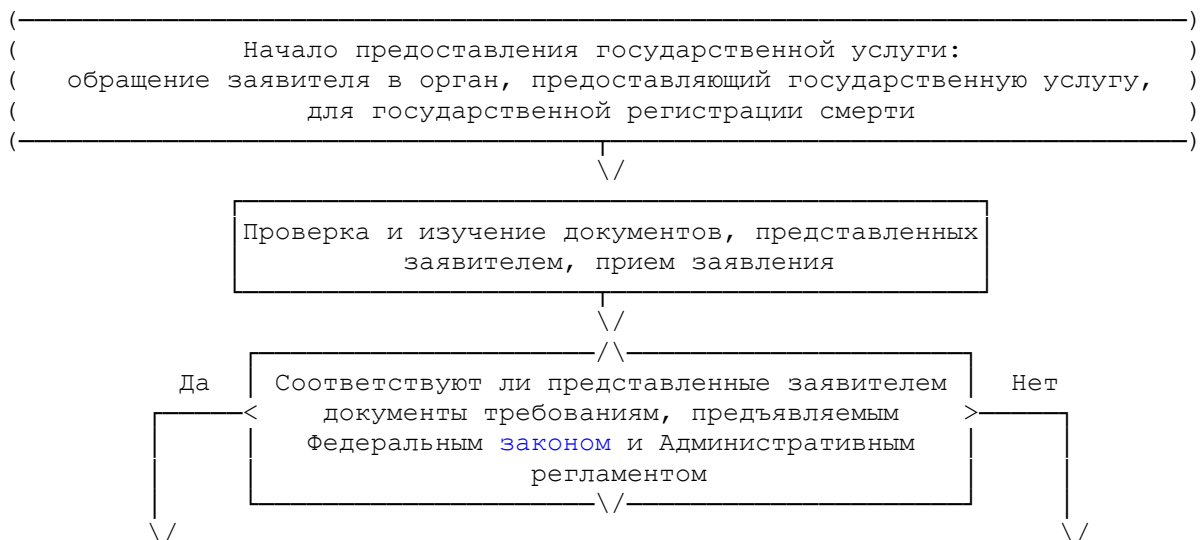 Начало предоставления государственной услуги:
обращение заявителя в орган, предоставляющий государственную услугу,
для государственной регистрации смерти
Проверка и изучение документов, представленных
заявителем, прием заявления
Да
Соответствуют ли представленные заявителем
Нет
документы требованиям, предъявляемым
Федеральным законом и Административным
регламентом